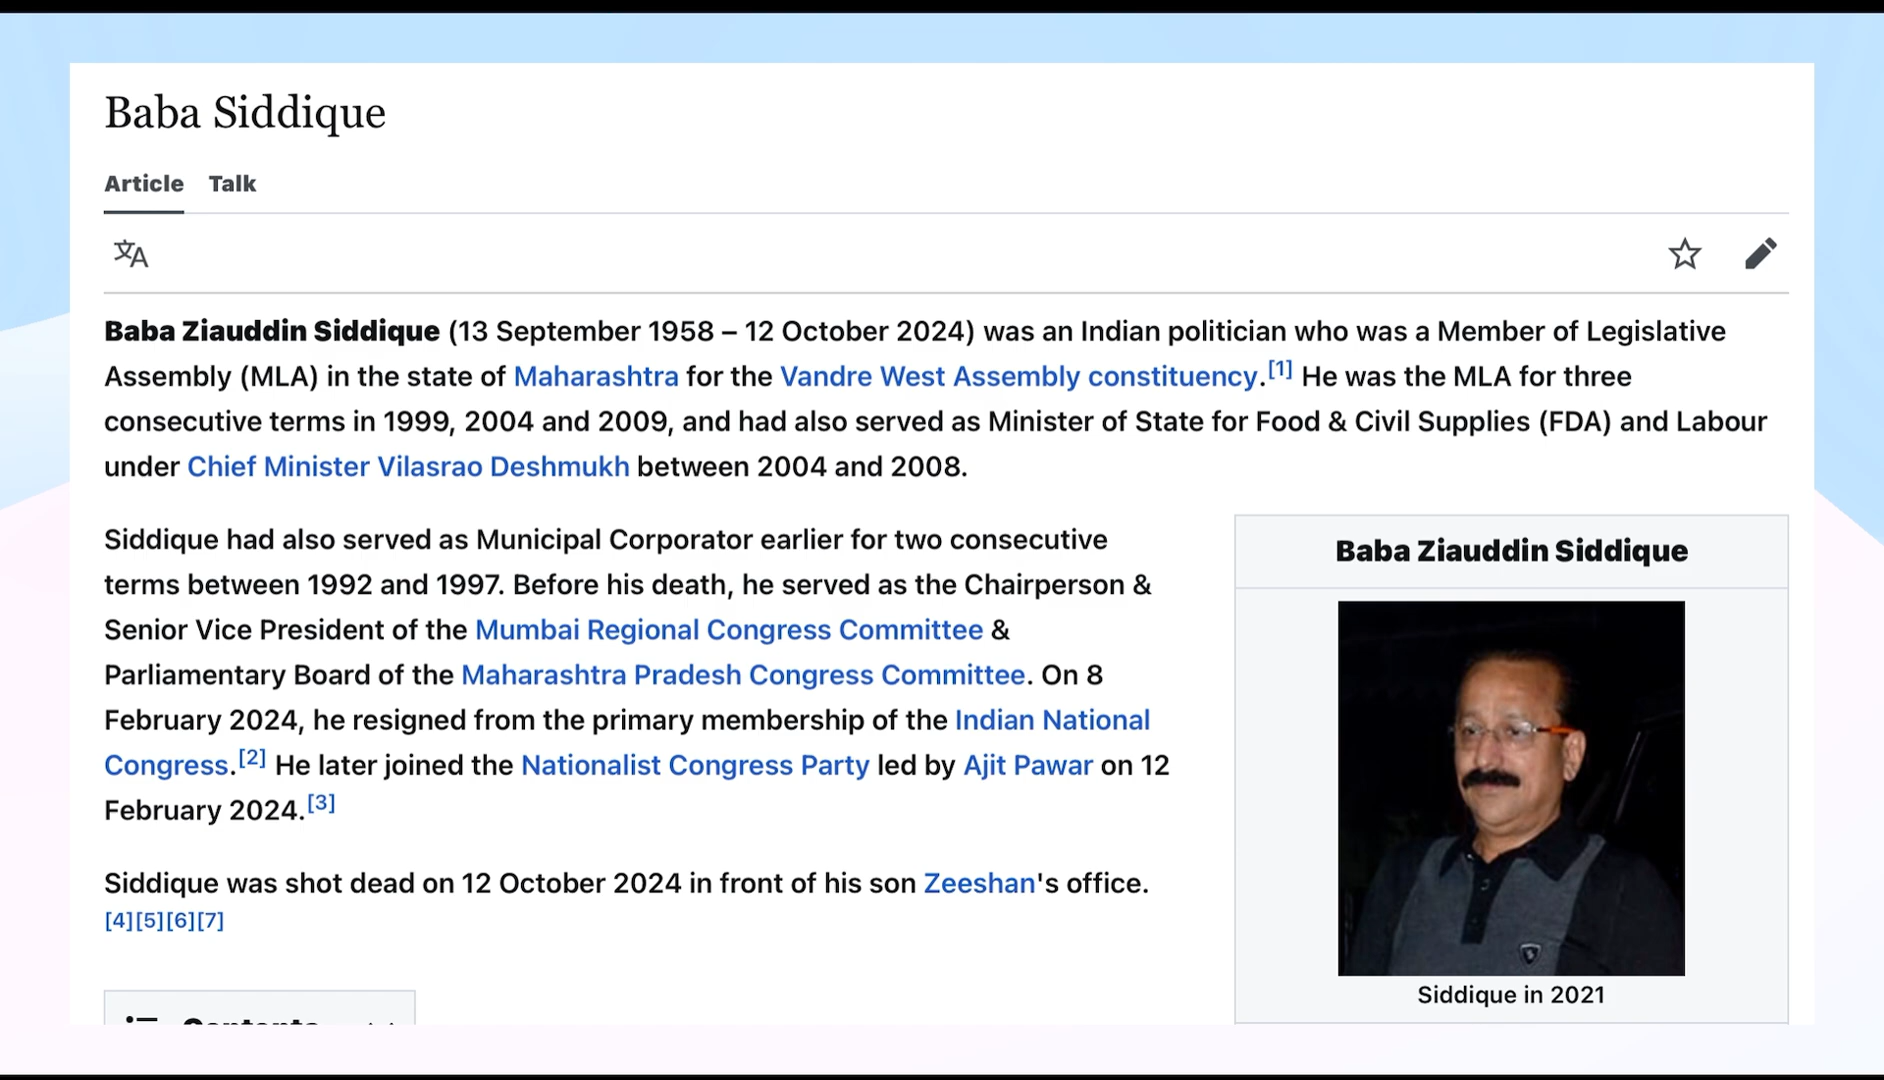 Baba Siddique
Article Talk
Baba Ziauddin Siddique (13 September 1958 – 12 October 2024) was an Indian politician who was a Member of Legislative
Assembly (MLA) in the state of Maharashtra for the Vandre West Assembly constituency.[1] He was the MLA for three
consecutive terms in 1999, 2004 and 2009, and had also served as Minister of State for Food & Civil Supplies (FDA) and Labour
under Chief Minister Vilasrao Deshmukh between 2004 and 2008.
Siddique had also served as Municipal Corporator earlier for two consecutive
terms between 1992 and 1997. Before his death, he served as the Chairperson &
Senior Vice President of the Mumbai Regional Congress Committee &
Parliamentary Board of the Maharashtra Pradesh Congress Committee. On 8
February 2024, he resigned from the primary membership of the Indian National
Congress.[2] He later joined the Nationalist Congress Party led by Ajit Pawar on 12
February 2024.[3]
Siddique was shot dead on 12 October 2024 in front of his son Zeeshan's office.
[4][5][6][7]
Contents
Baba Ziauddin Siddique
Siddique in 2021